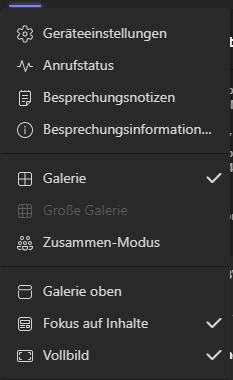 Geräteeinstellungen
Anrufstatus
Besprechungsnotizen
Besprechungsinformation...
Galerie
Große Galerie
Zusammen-Modus
Galerie oben
Fokus auf Inhalte
Vollbild